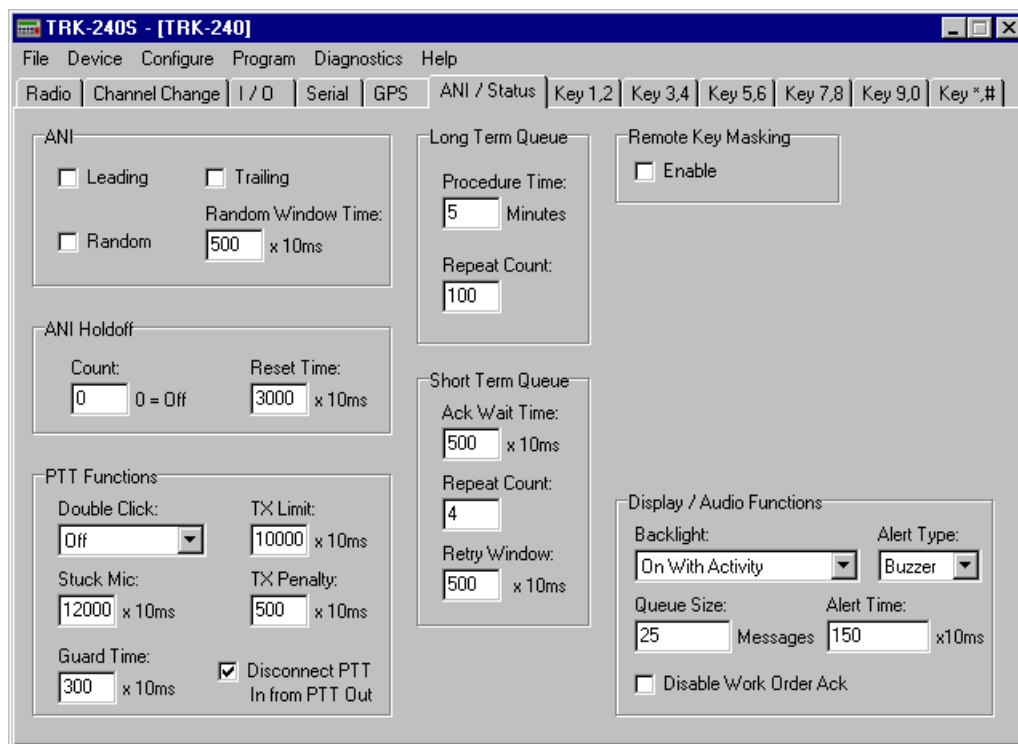 TRK-240S - [TRK-240]
File Device Configure Program Diagnostics Help
Radio Channel Change I / O Serial GPS ANI / Status Key 1,2 Key 3,4 Key 5,6 Key 7,8 Key 9,0 Key *,#
ANI
Leading Trailing
Random Window Time:
Random 500 x 10ms
ANI Holdoff
Count: Reset Time:
0 0 = Off 3000 x 10ms
PTT Functions
Double Click: TX Limit:
Off 10000 x 10ms
Stuck Mic: TX Penalty:
12000 x 10ms 500 x 10ms
Guard Time:
300 x 10ms
Disconnect PTT
In from PTT Out
Long Term Queue
Procedure Time:
5 Minutes
Repeat Count:
100
Short Term Queue
Ack Wait Time:
500 x 10ms
Repeat Count:
4
Retry Window:
500 x 10ms
Remote Key Masking
Enable
Display / Audio Functions
Backlight: Alert Type:
On With Activity Buzzer
Queue Size: Alert Time:
25 Messages 150 x10ms
Disable Work Order Ack